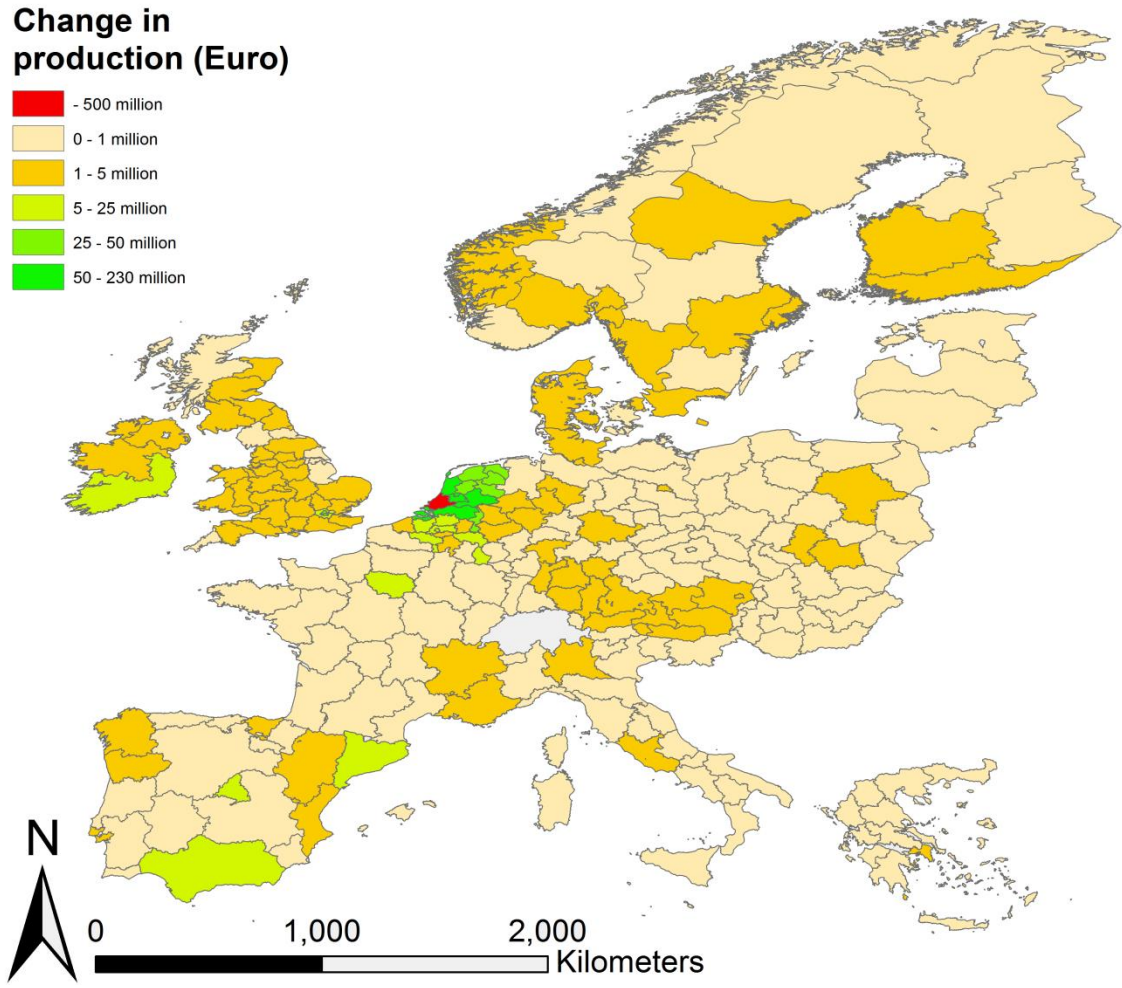 Change in
production (Euro)
- 500 million
0 - 1 million
1 - 5 million
5 - 25 million
25 - 50 million
50 - 230 million
N
0 1,000 2,000
Kilometers